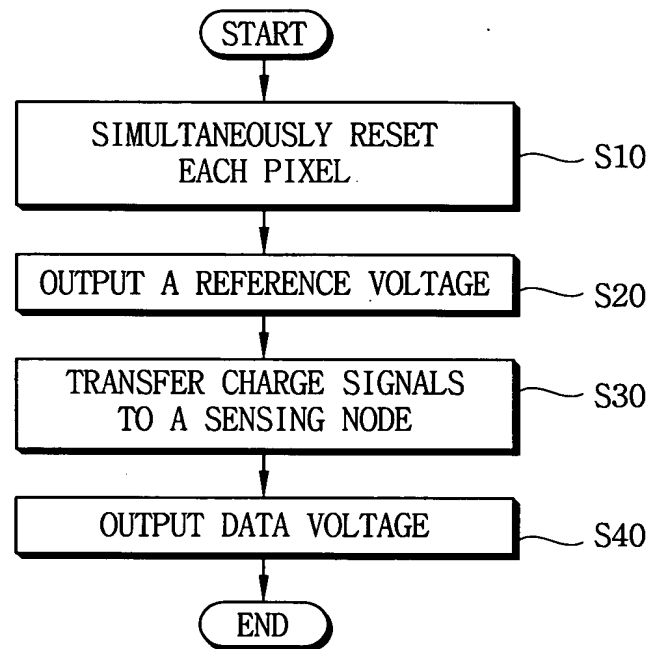 START
SIMULTANEOUSLY RESET
EACH PIXEL
S10
OUTPUT A REFERENCE VOLTAGE
S20
TRANSFER CHARGE SIGNALS
TO A SENSING NODE
S30
OUTPUT DATA VOLTAGE
S40
END